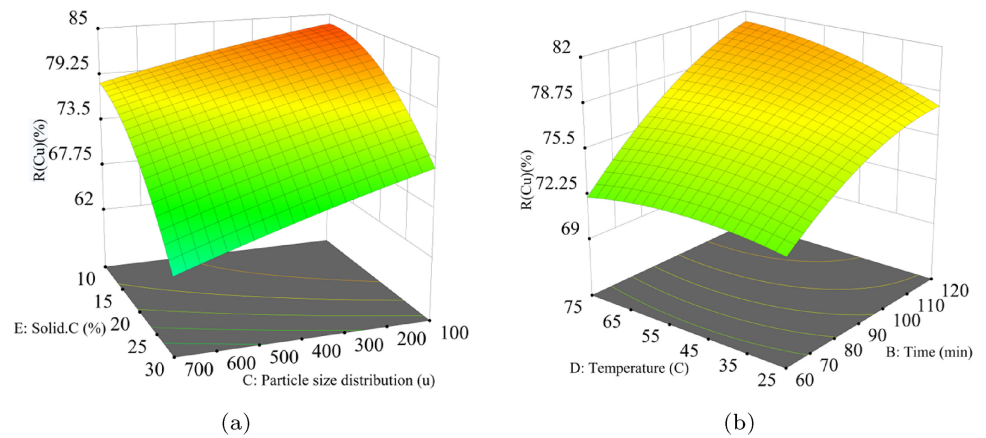 85
79.25
73.5
67.75
62
R(Cu)(%)
10
15
20
25
30
E: Solid.C (%)
700 600 500 400 300 200 100
C: Particle size distribution (u)
(a)
82
78.75
75.5
72.25
69
R(Cu)(%)
75
65
55
45
35
25
D: Temperature (C)
60 70 80 90 100 110 120
B: Time (min)
(b)